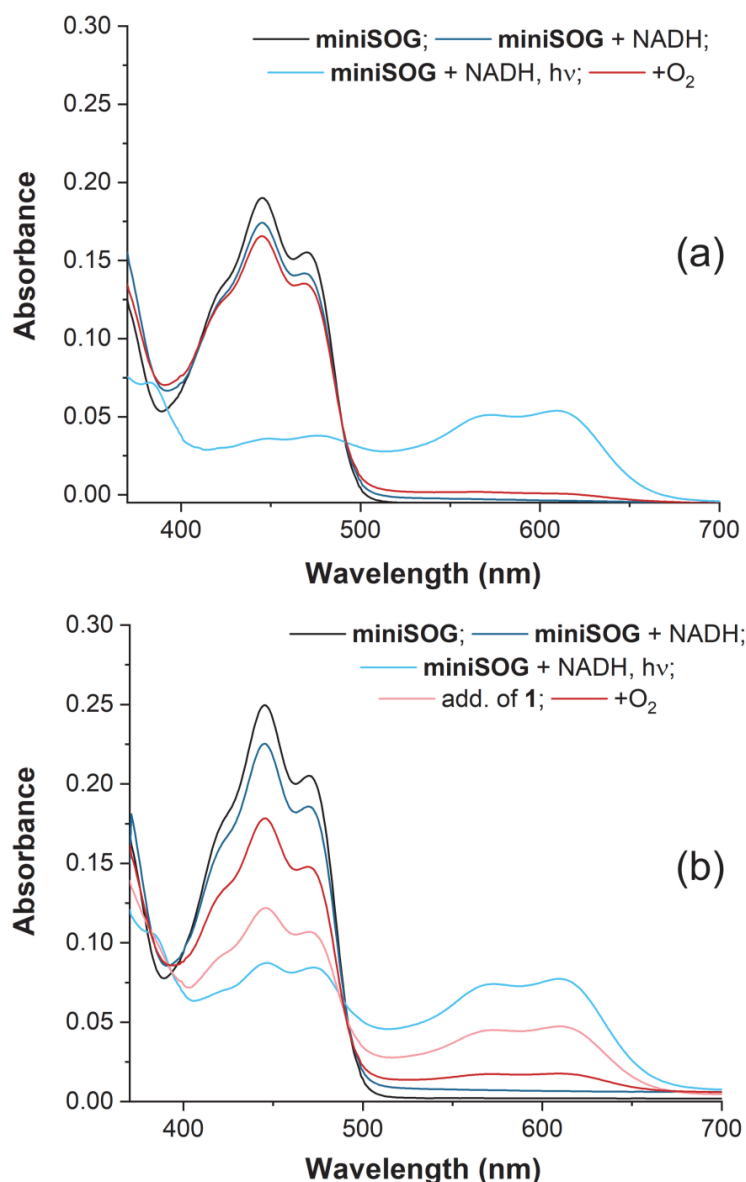 miniSOG; miniSOG + NADH;
miniSOG + NADH, hν; +O₂
0.30
0.25
0.20
0.15
0.10
0.05
0.00
Absorbance
(a)
400 500 600 700
Wavelength (nm)
miniSOG; miniSOG + NADH;
miniSOG + NADH, hν;
add. of 1; +O₂
0.30
0.25
0.20
0.15
0.10
0.05
0.00
Absorbance
(b)
400 500 600 700
Wavelength (nm)